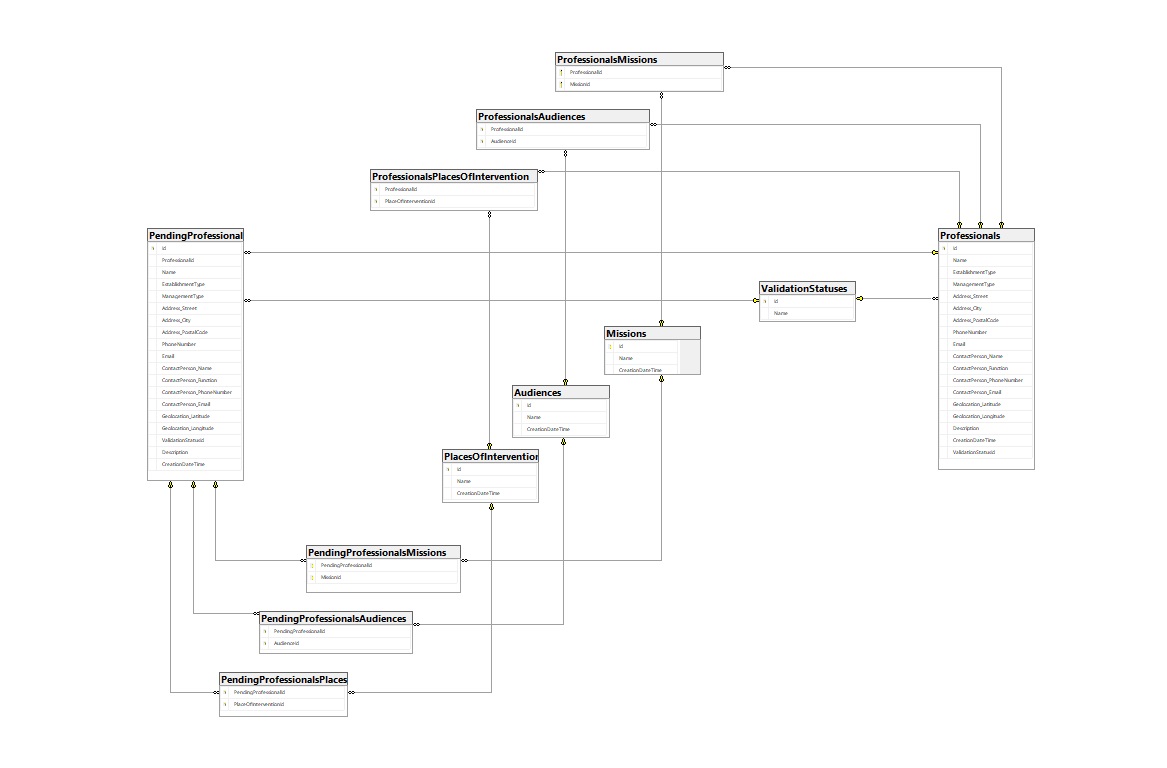 ProfessionalsMissions
ProfessionalId
MissionId
ProfessionalsAudiences
ProfessionalId
AudienceId
ProfessionalsPlacesOfIntervention
ProfessionalId
PlaceOfInterventionId
PendingProfessional
Id
ProfessionalId
Name
EstablishmentType
ManagementType
Address_Street
Address_City
Address_PostalCode
PhoneNumber
Email
ContactPerson_Name
ContactPerson_Function
ContactPerson_PhoneNumber
ContactPerson_Email
Geolocation_Latitude
Geolocation_Longitude
ValidationStatusId
Description
CreationDateTime
Professionals
Id
Name
EstablishmentType
ManagementType
Address_Street
Address_City
Address_PostalCode
PhoneNumber
Email
ContactPerson_Name
ContactPerson_Function
ContactPerson_PhoneNumber
ContactPerson_Email
Geolocation_Latitude
Geolocation_Longitude
Description
CreationDateTime
ValidationStatusId
ValidationStatuses
Id
Name
Missions
Id
Name
CreationDateTime
Audiences
Id
Name
CreationDateTime
PlacesOfIntervention
Id
Name
CreationDateTime
PendingProfessionalsMissions
PendingProfessionalId
MissionId
PendingProfessionalsAudiences
PendingProfessionalId
AudienceId
PendingProfessionalsPlaces
PendingProfessionalId
PlaceOfInterventionId